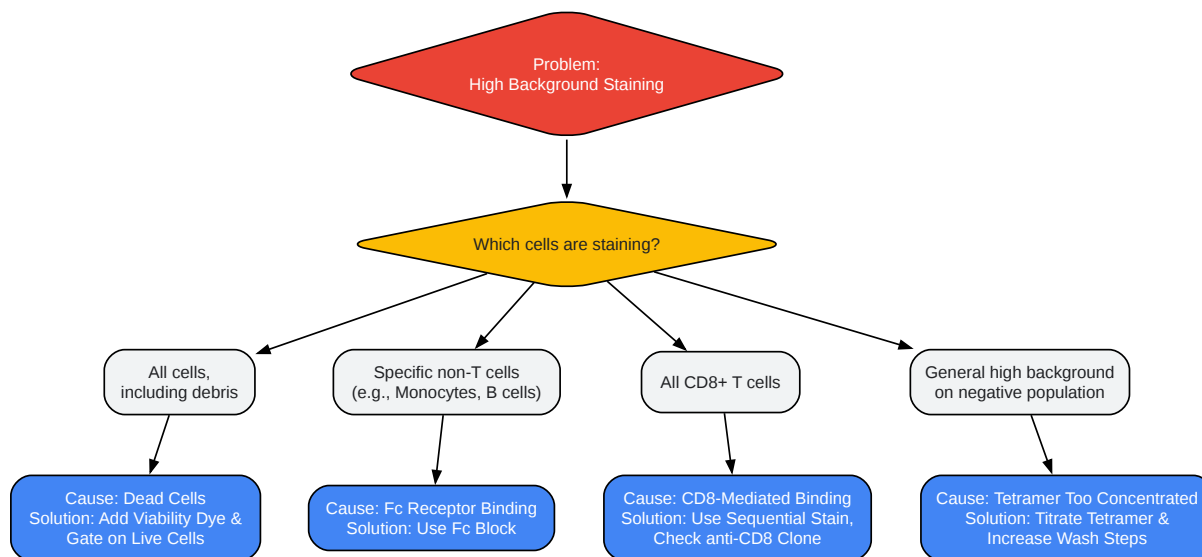 Problem:
High Background Staining
Which cells are staining?
All cells,
including debris
Specific non-T cells
(e.g., Monocytes, B cells)
All CD8+ T cells
General high background
on negative population
Cause: Dead Cells
Solution: Add Viability Dye &
Gate on Live Cells
Cause: Fc Receptor Binding
Solution: Use Fc Block
Cause: CD8-Mediated Binding
Solution: Use Sequential Stain,
Check anti-CD8 Clone
Cause: Tetramer Too Concentrated
Solution: Titrate Tetramer &
Increase Wash Steps